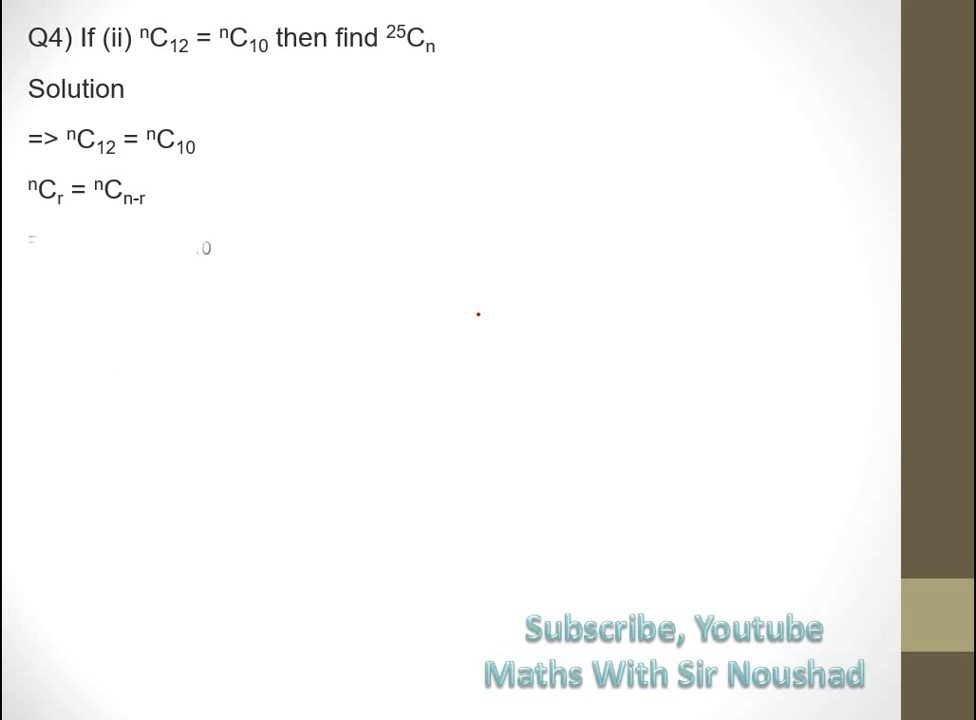 Q4) If (ii) ⁿC₁₂ = ⁿC₁₀ then find ²⁵Cₙ
Solution
=> ⁿC₁₂ = ⁿC₁₀
ⁿCᵣ = ⁿCₙ₋ᵣ
=
Subscribe, Youtube
Maths With Sir Noushad